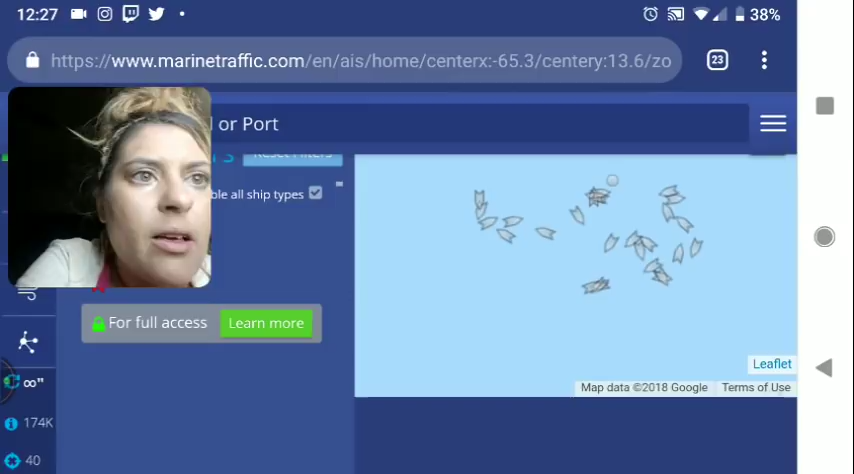 12:27 38%
https://www.marinetraffic.com/en/ais/home/centerx:-65.3/centery:13.6/zo
23
l or Port
Reset Filters
ble all ship types
For full access
Learn more
∞"
174K
40
Leaflet
Map data ©2018 Google
Terms of Use